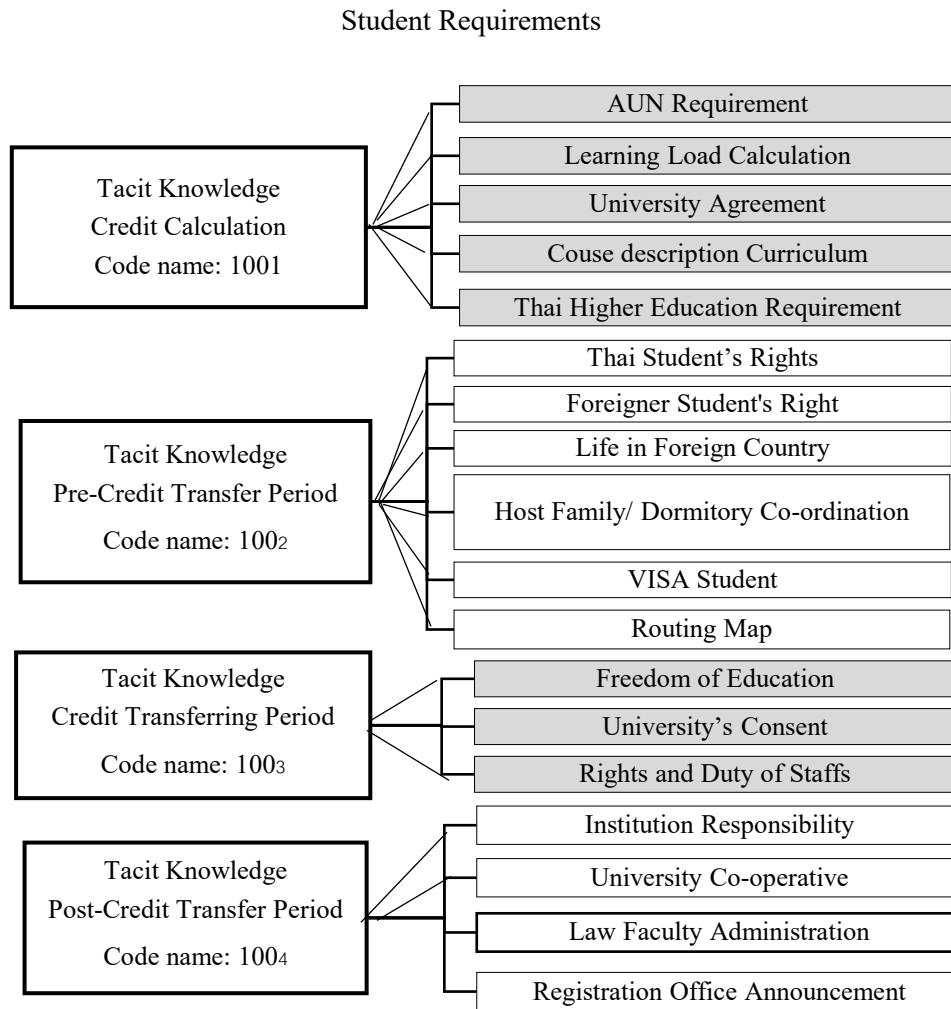 Student Requirements
Tacit Knowledge
Credit Calculation
Code name: 1001
AUN Requirement
Learning Load Calculation
University Agreement
Couse description Curriculum
Thai Higher Education Requirement
Tacit Knowledge
Pre-Credit Transfer Period
Code name: 1002
Thai Student’s Rights
Foreigner Student's Right
Life in Foreign Country
Host Family/ Dormitory Co-ordination
VISA Student
Routing Map
Tacit Knowledge
Credit Transferring Period
Code name: 1003
Freedom of Education
University’s Consent
Rights and Duty of Staffs
Tacit Knowledge
Post-Credit Transfer Period
Code name: 1004
Institution Responsibility
University Co-operative
Law Faculty Administration
Registration Office Announcement